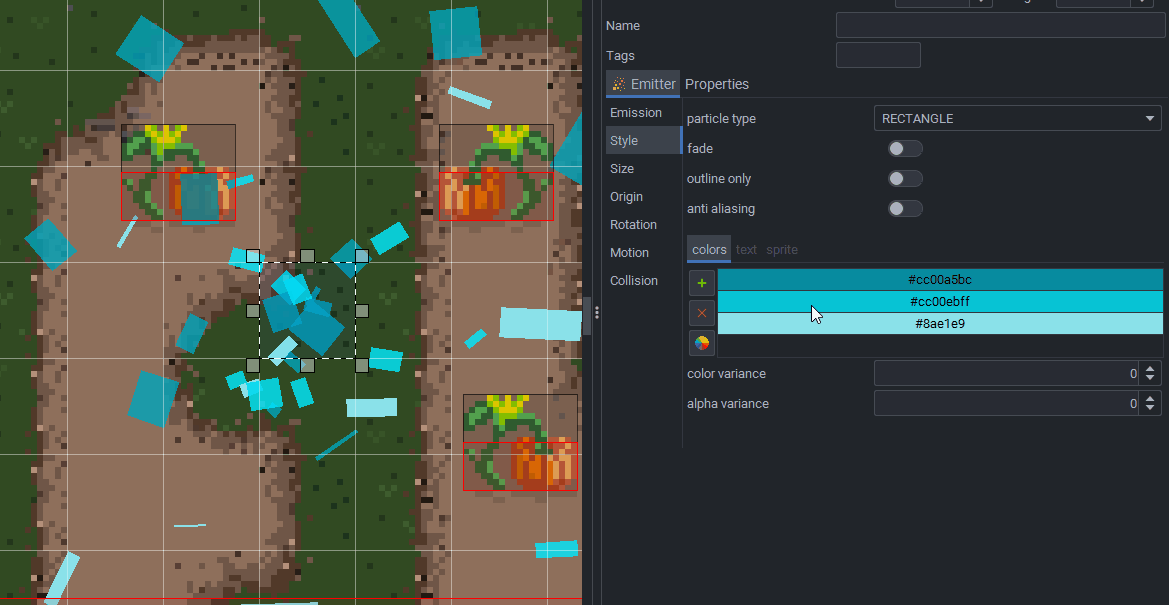 Name
Tags
Emitter Properties
Emission
Style
Size
Origin
Rotation
Motion
Collision
particle type RECTANGLE
fade
outline only
anti aliasing
colors text sprite
#cc00a5bc
#cc00ebff
#8ae1e9
color variance 0
alpha variance 0